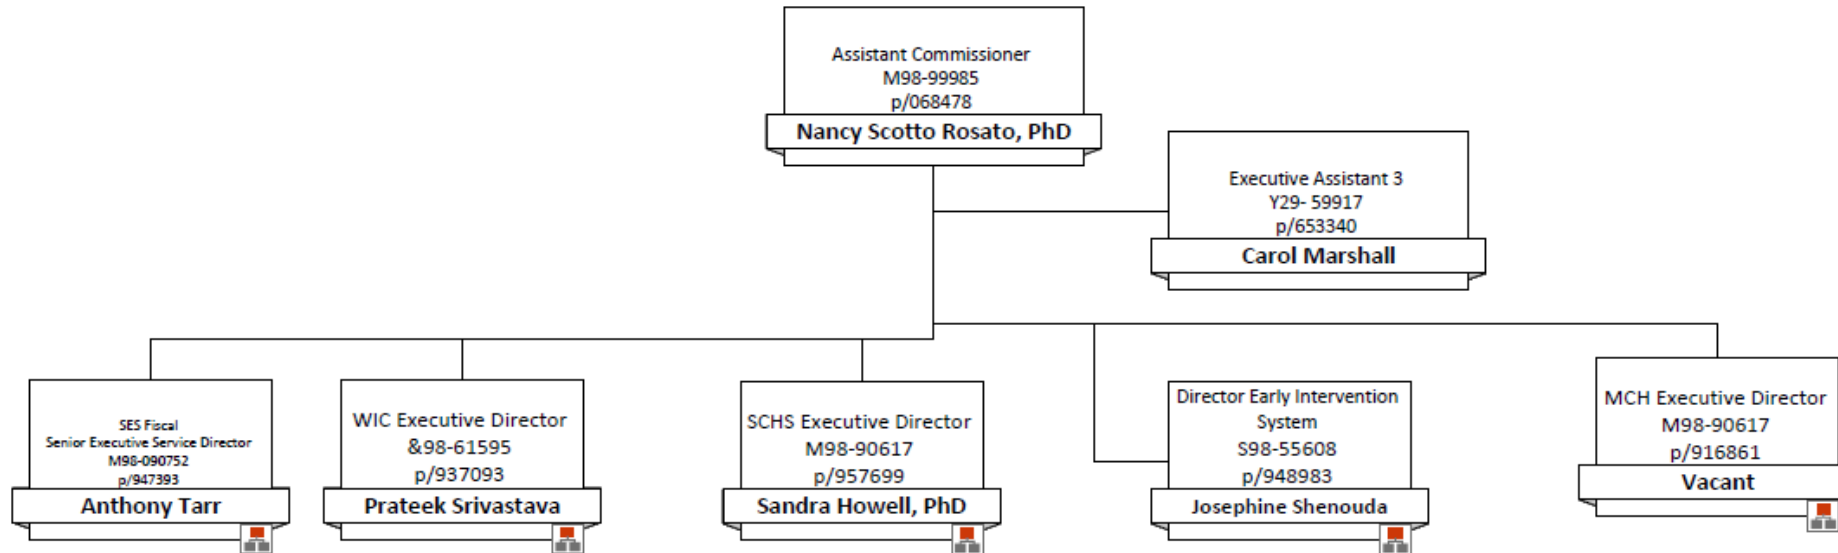 Assistant Commissioner
M98-99985
p/068478
Nancy Scotto Rosato, PhD
Executive Assistant 3
Y29- 59917
p/653340
Carol Marshall
SES Fiscal
Senior Executive Service Director
M98-090752
p/947393
Anthony Tarr
WIC Executive Director
&98-61595
p/937093
Prateek Srivastava
SCHS Executive Director
M98-90617
p/957699
Sandra Howell, PhD
Director Early Intervention
System
S98-55608
p/948983
Josephine Shenouda
MCH Executive Director
M98-90617
p/916861
Vacant